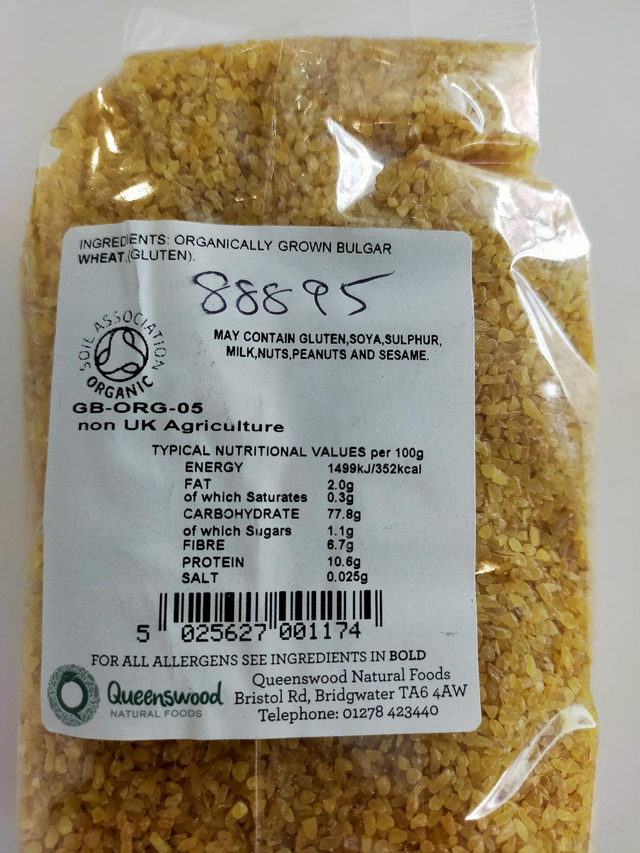 INGREDIENTS: ORGANICALLY GROWN BULGAR
WHEAT.(GLUTEN).
88895
MAY CONTAIN GLUTEN,SOYA,SULPHUR,
MILK,NUTS,PEANUTS AND SESAME.
SOIL ASSOCIATION
ORGANIC
GB-ORG-05
non UK Agriculture
TYPICAL NUTRITIONAL VALUES per 100g
ENERGY 1499kJ/352kcal
FAT 2.0g
of which Saturates 0.3g
CARBOHYDRATE 77.8g
of which Sugars 1.1g
FIBRE 6.7g
PROTEIN 10.6g
SALT 0.025g
5 025627 001174
FOR ALL ALLERGENS SEE INGREDIENTS IN BOLD
Queenswood
NATURAL FOODS
Queenswood Natural Foods
Bristol Rd, Bridgwater TA6 4AW
Telephone: 01278 423440